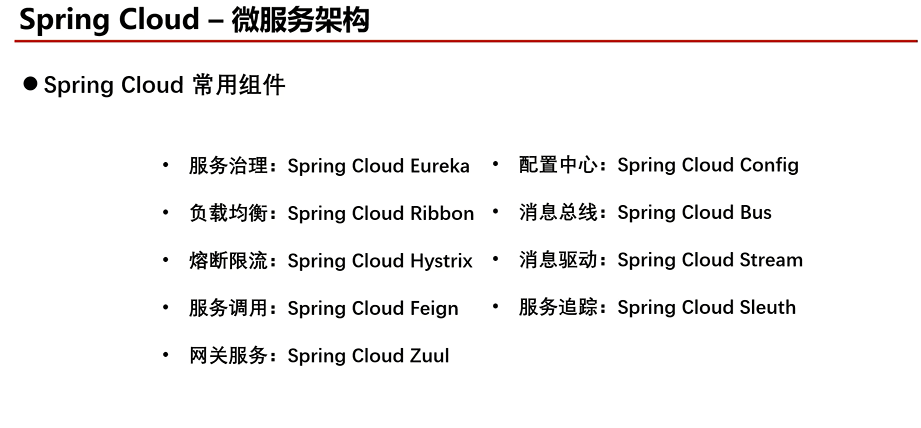 Spring Cloud – 微服务架构
● Spring Cloud 常用组件
• 服务治理：Spring Cloud Eureka
• 负载均衡：Spring Cloud Ribbon
• 熔断限流：Spring Cloud Hystrix
• 服务调用：Spring Cloud Feign
• 网关服务：Spring Cloud Zuul
• 配置中心：Spring Cloud Config
• 消息总线：Spring Cloud Bus
• 消息驱动：Spring Cloud Stream
• 服务追踪：Spring Cloud Sleuth